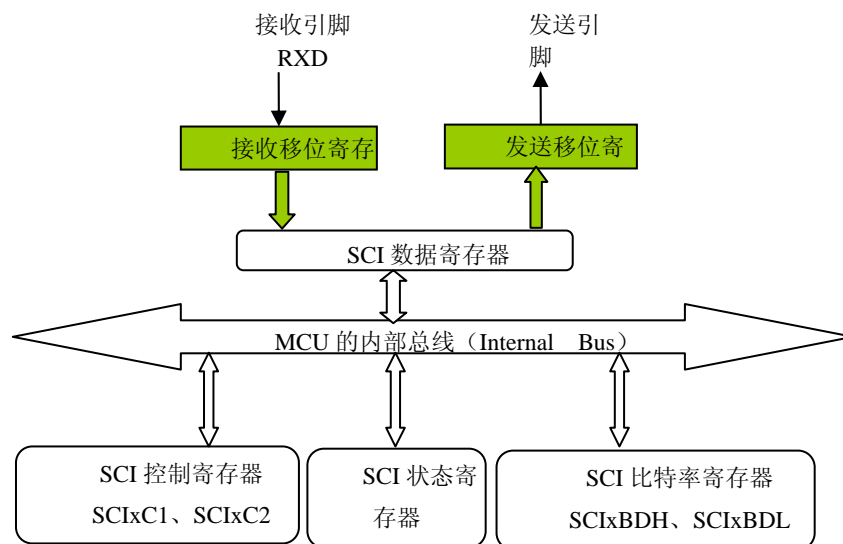 接收引脚
RXD
发送引
脚
接收移位寄存
发送移位寄
SCI 数据寄存器
MCU 的内部总线（Internal Bus）
SCI 控制寄存器
SCIxC1、SCIxC2
SCI 状态寄
存器
SCI 比特率寄存器
SCIxBDH、SCIxBDL